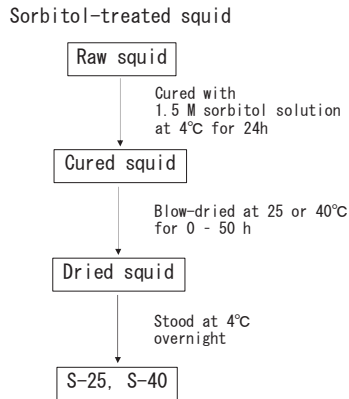 Sorbitol-treated squid
Raw squid
Cured with
1.5 M sorbitol solution
at 4℃ for 24h
Cured squid
Blow-dried at 25 or 40℃
for 0 - 50 h
Dried squid
Stood at 4℃
overnight
S-25, S-40